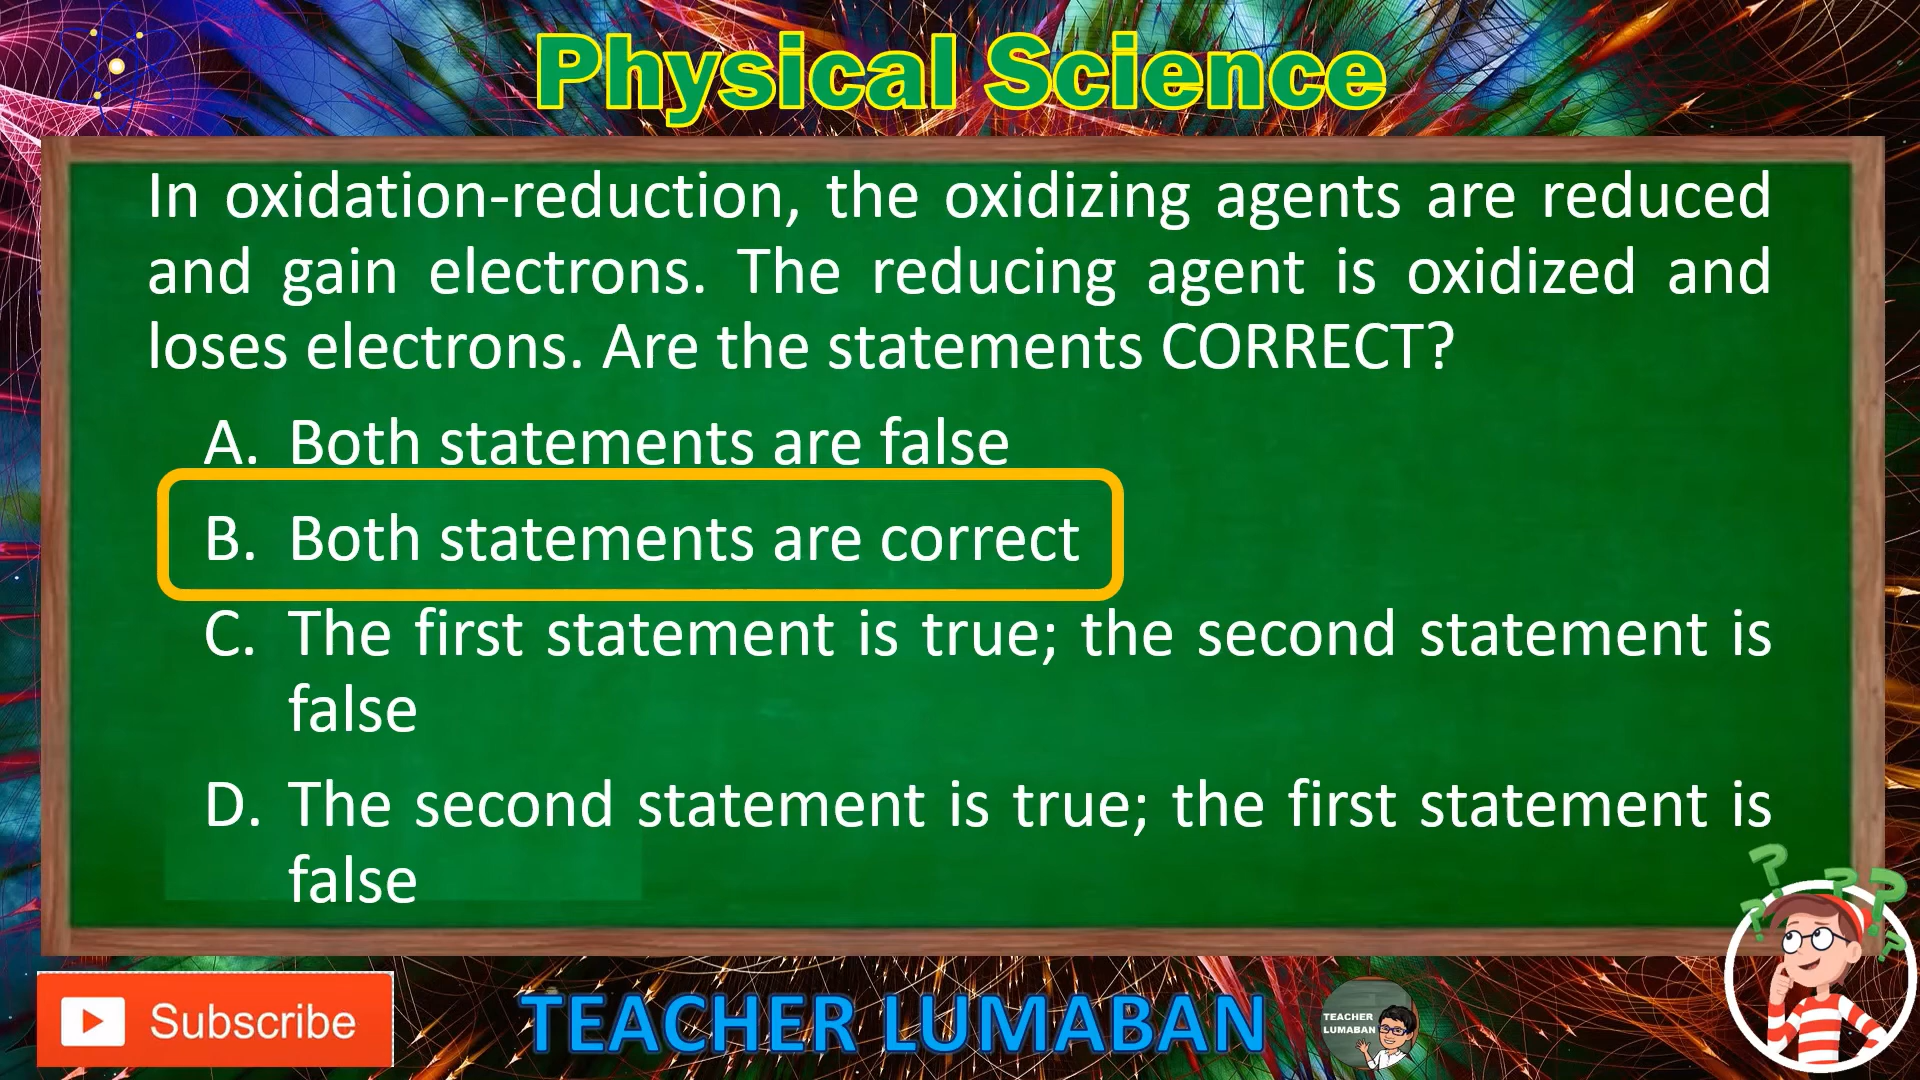 Physical Science
In oxidation-reduction, the oxidizing agents are reduced
and gain electrons. The reducing agent is oxidized and
loses electrons. Are the statements CORRECT?
A. Both statements are false
B. Both statements are correct
C. The first statement is true; the second statement is
false
D. The second statement is true; the first statement is
false
Subscribe
TEACHER LUMABAN
TEACHER
LUMABAN